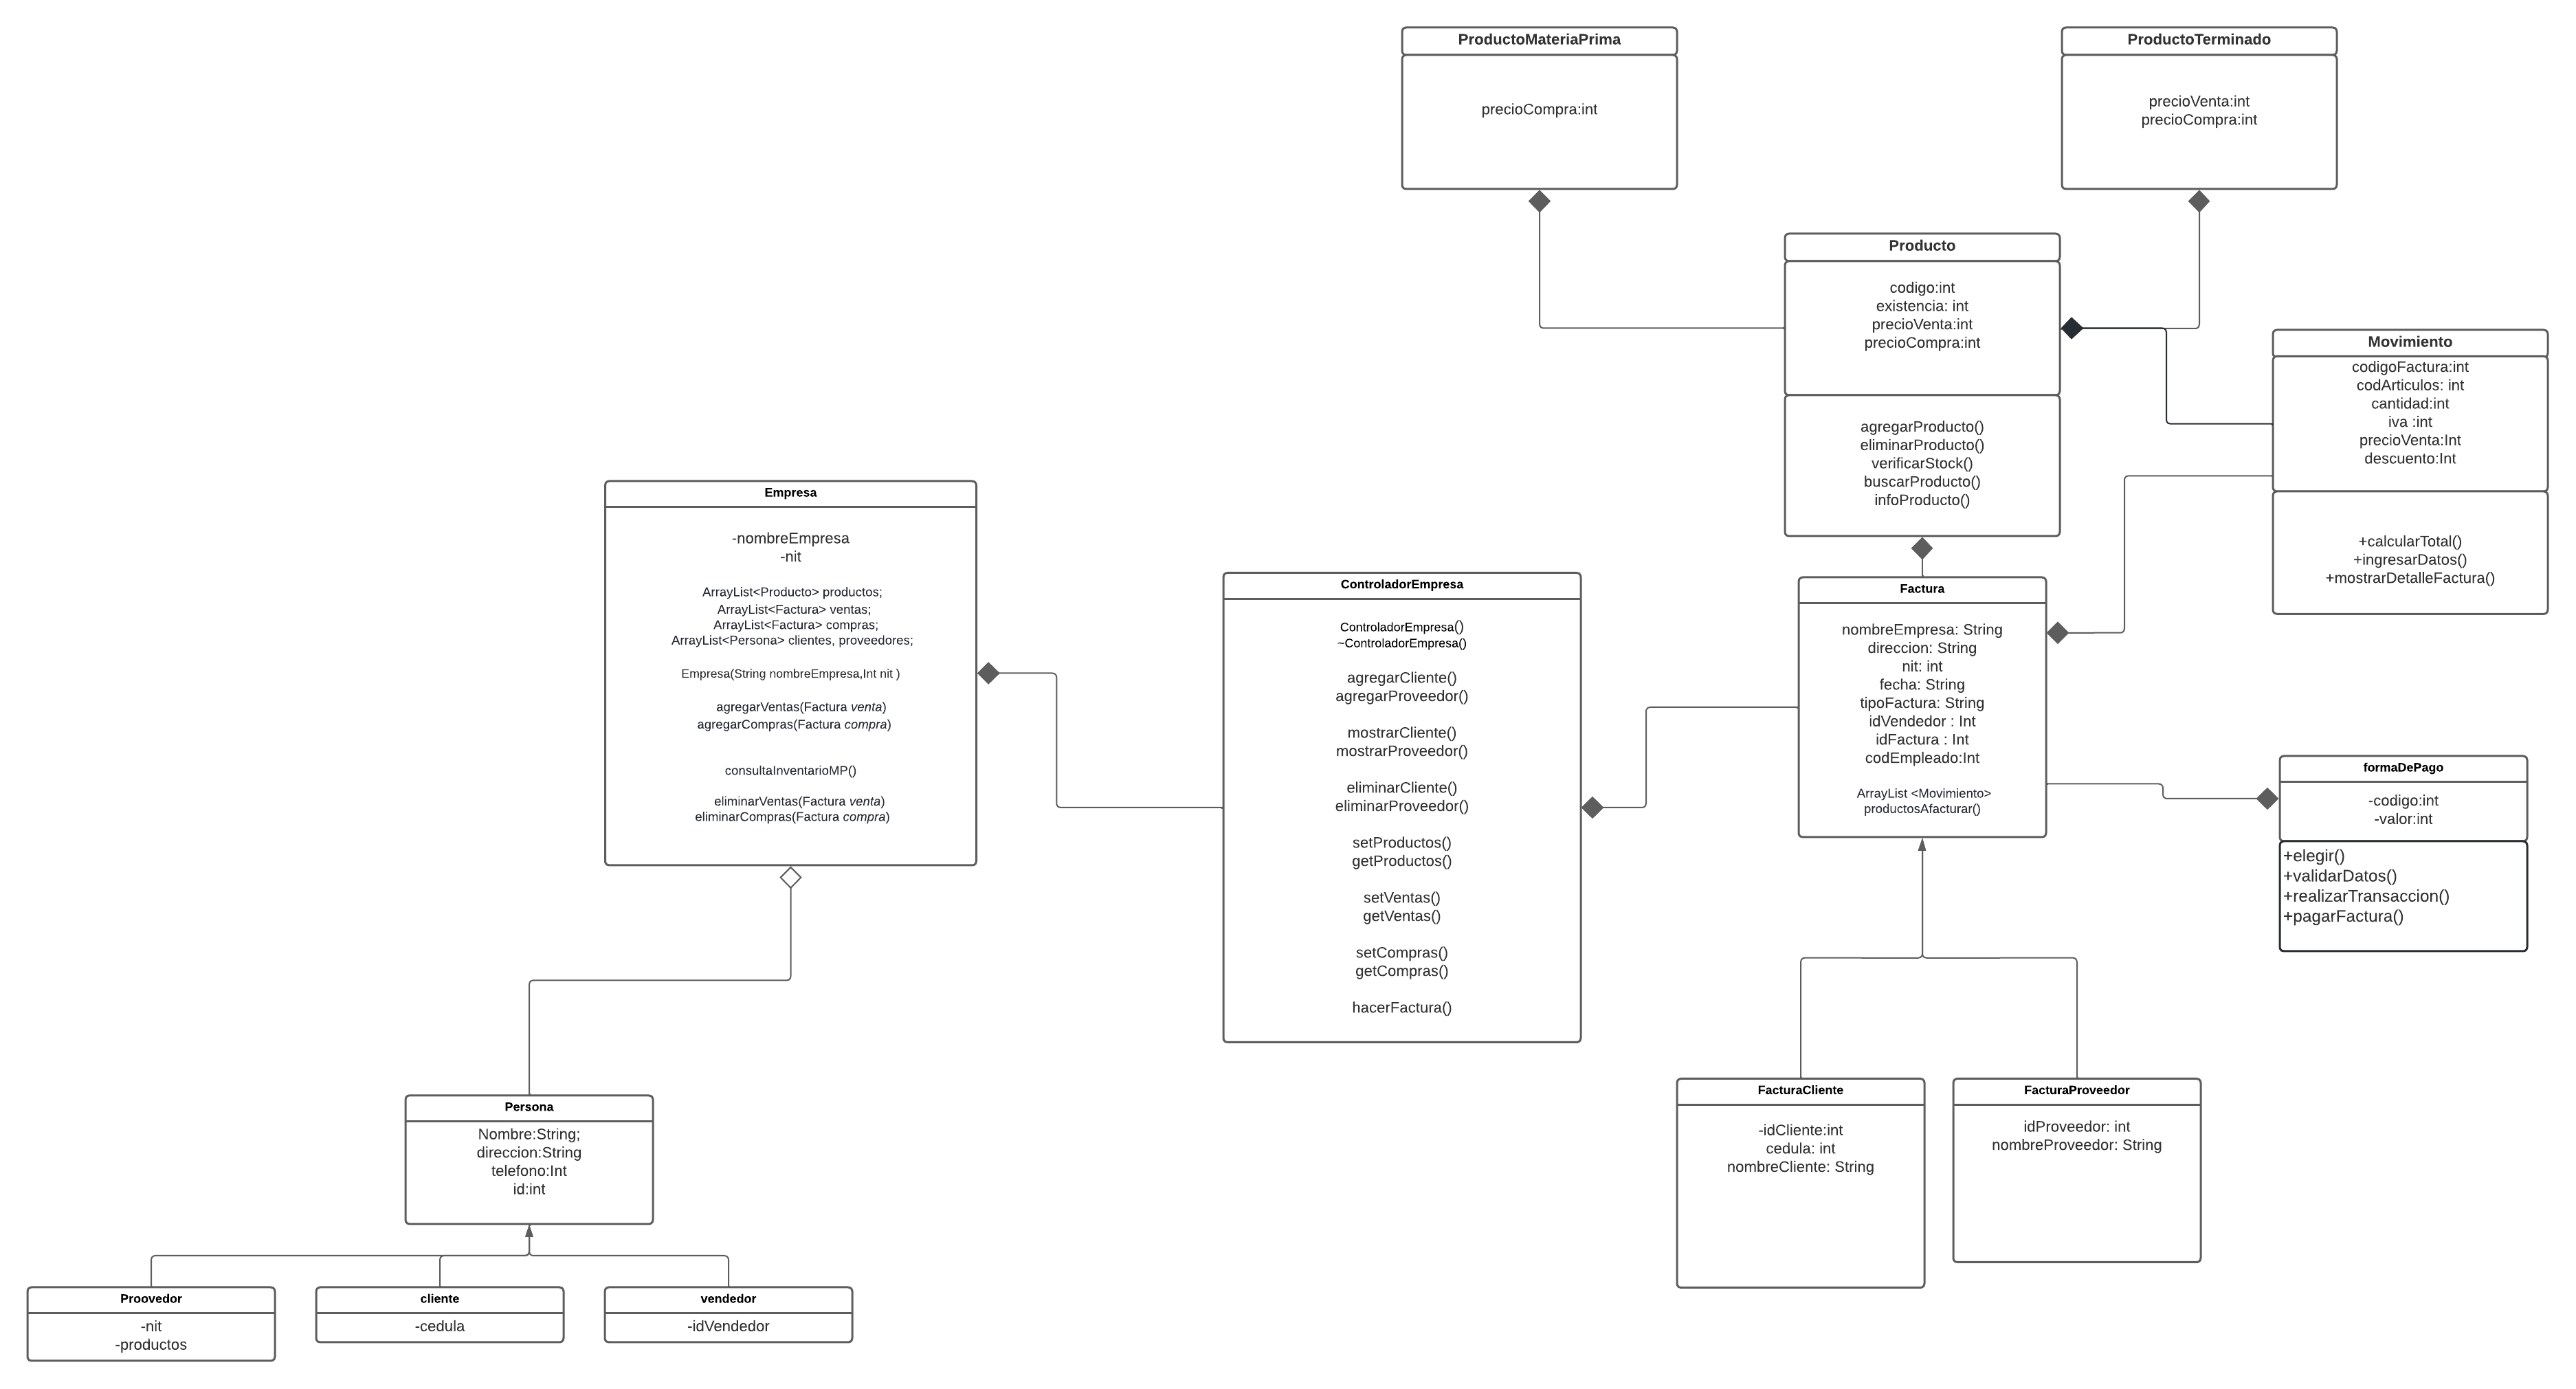 ProductoMateriaPrima
precioCompra:int
ProductoTerminado
precioVenta:int
precioCompra:int
Producto
codigo:int
existencia: int
precioVenta:int
precioCompra:int
agregarProducto()
eliminarProducto()
verificarStock()
buscarProducto()
infoProducto()
Movimiento
codigoFactura:int
codArticulos: int
cantidad:int
iva :int
precioVenta:Int
descuento:Int
+calcularTotal()
+ingresarDatos()
+mostrarDetalleFactura()
Empresa
-nombreEmpresa
-nit
ArrayList<Producto> productos;
ArrayList<Factura> ventas;
ArrayList<Factura> compras;
ArrayList<Persona> clientes, proveedores;
Empresa(String nombreEmpresa,Int nit )
agregarVentas(Factura venta)
agregarCompras(Factura compra)
consultaInventarioMP()
eliminarVentas(Factura venta)
eliminarCompras(Factura compra)
ControladorEmpresa
ControladorEmpresa()
~ControladorEmpresa()
agregarCliente()
agregarProveedor()
mostrarCliente()
mostrarProveedor()
eliminarCliente()
eliminarProveedor()
setProductos()
getProductos()
setVentas()
getVentas()
setCompras()
getCompras()
hacerFactura()
Factura
nombreEmpresa: String
direccion: String
nit: int
fecha: String
tipoFactura: String
idVendedor : Int
idFactura : Int
codEmpleado:Int
ArrayList <Movimiento>
productosAfacturar()
formaDePago
-codigo:int
-valor:int
+elegir()
+validarDatos()
+realizarTransaccion()
+pagarFactura()
FacturaCliente
-idCliente:int
cedula: int
nombreCliente: String
FacturaProveedor
idProveedor: int
nombreProveedor: String
Persona
Nombre:String;
direccion:String
telefono:Int
id:int
Proovedor
-nit
-productos
cliente
-cedula
vendedor
-idVendedor